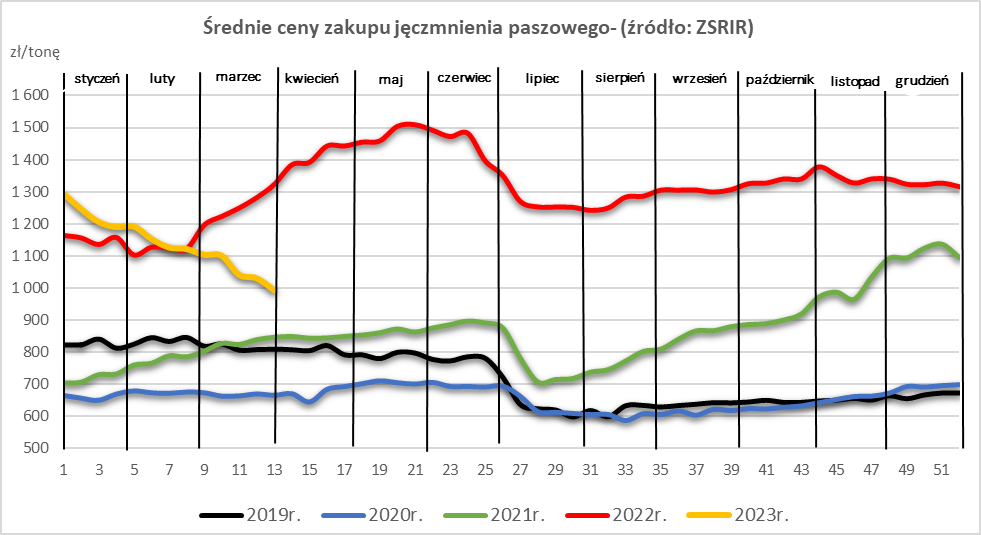 Średnie ceny zakupu jęczmnienia paszowego- (źródło: ZSRIR)
zł/tonę
styczeń luty marzec kwiecień maj czerwiec lipiec sierpień wrzesień październik listopad grudzień
1 600
1 500
1 400
1 300
1 200
1 100
1 000
900
800
700
600
500
1 3 5 7 9 11 13 15 17 19 21 23 25 27 29 31 33 35 37 39 41 43 45 47 49 51
2019r. 2020r. 2021r. 2022r. 2023r.